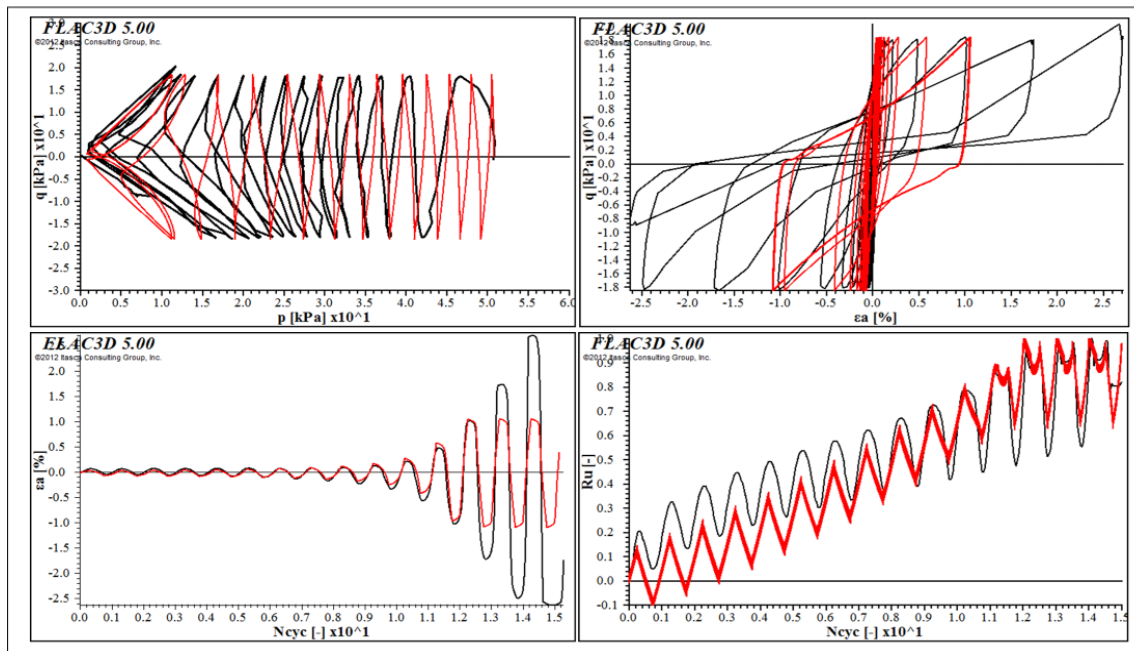 FLAC3D 5.00
©2012 Itasca Consulting Group, Inc.
q [kPa] x10^1
2.5
2.0
1.5
1.0
0.5
0.0
-0.5
-1.0
-1.5
-2.0
-2.5
-3.0
0.0 0.5 1.0 1.5 2.0 2.5 3.0 3.5 4.0 4.5 5.0 5.5 6.0
p [kPa] x10^1
FLAC3D 5.00
©2012 Itasca Consulting Group, Inc.
q [kPa] x10^1
1.8
1.6
1.4
1.2
1.0
0.8
0.6
0.4
0.2
0.0
-0.2
-0.4
-0.6
-0.8
-1.0
-1.2
-1.4
-1.6
-1.8
-2.5 -2.0 -1.5 -1.0 -0.5 0.0 0.5 1.0 1.5 2.0 2.5
εa [%]
FLAC3D 5.00
©2012 Itasca Consulting Group, Inc.
εa [%]
2.0
1.5
1.0
0.5
0.0
-0.5
-1.0
-1.5
-2.0
-2.5
0.0 0.1 0.2 0.3 0.4 0.5 0.6 0.7 0.8 0.9 1.0 1.1 1.2 1.3 1.4 1.5
Ncyc [-] x10^1
FLAC3D 5.00
©2012 Itasca Consulting Group, Inc.
Ru [-]
0.8
0.7
0.6
0.5
0.4
0.3
0.2
0.1
0.0
-0.1
0.0 0.1 0.2 0.3 0.4 0.5 0.6 0.7 0.8 0.9 1.0 1.1 1.2 1.3 1.4 1.5
Ncyc [-] x10^1